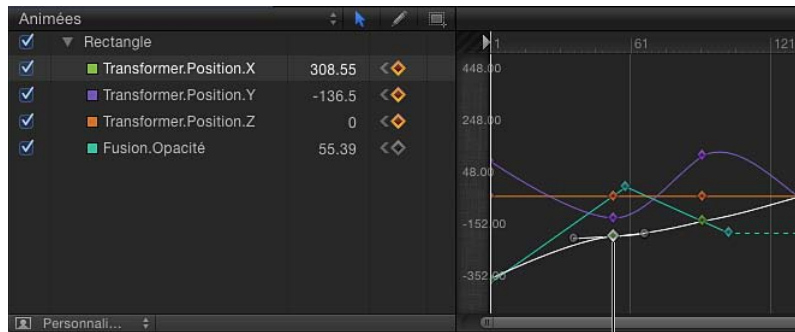 Animées
Rectangle
Transformer.Position.X 308.55
Transformer.Position.Y -136.5
Transformer.Position.Z 0
Fusion.Opacité 55.39
Personnali...
1 61 121
448.00
248.00
48.00
-152.00
-352.00